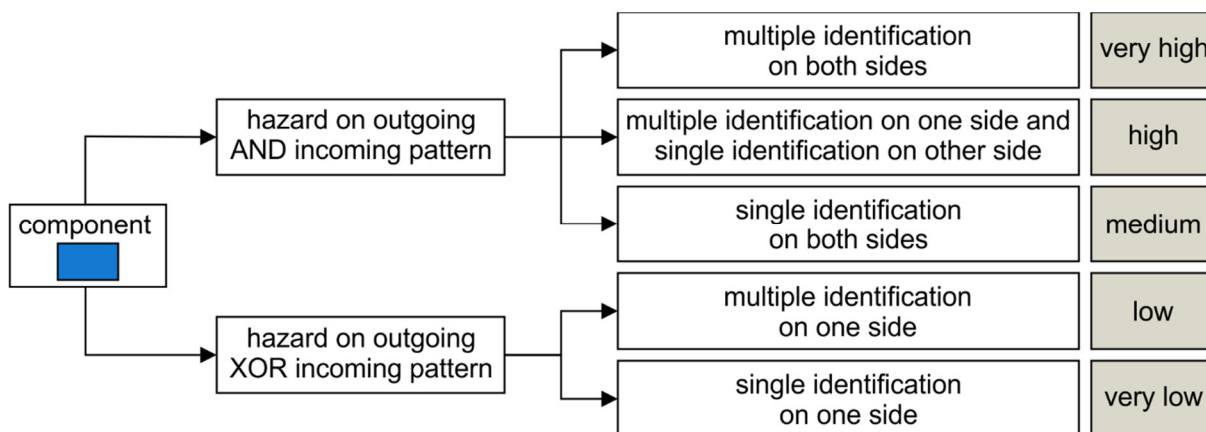 multiple identification
on both sides
very high
hazard on outgoing
AND incoming pattern
multiple identification on one side and
single identification on other side
high
component
single identification
on both sides
medium
hazard on outgoing
XOR incoming pattern
multiple identification
on one side
low
single identification
on one side
very low